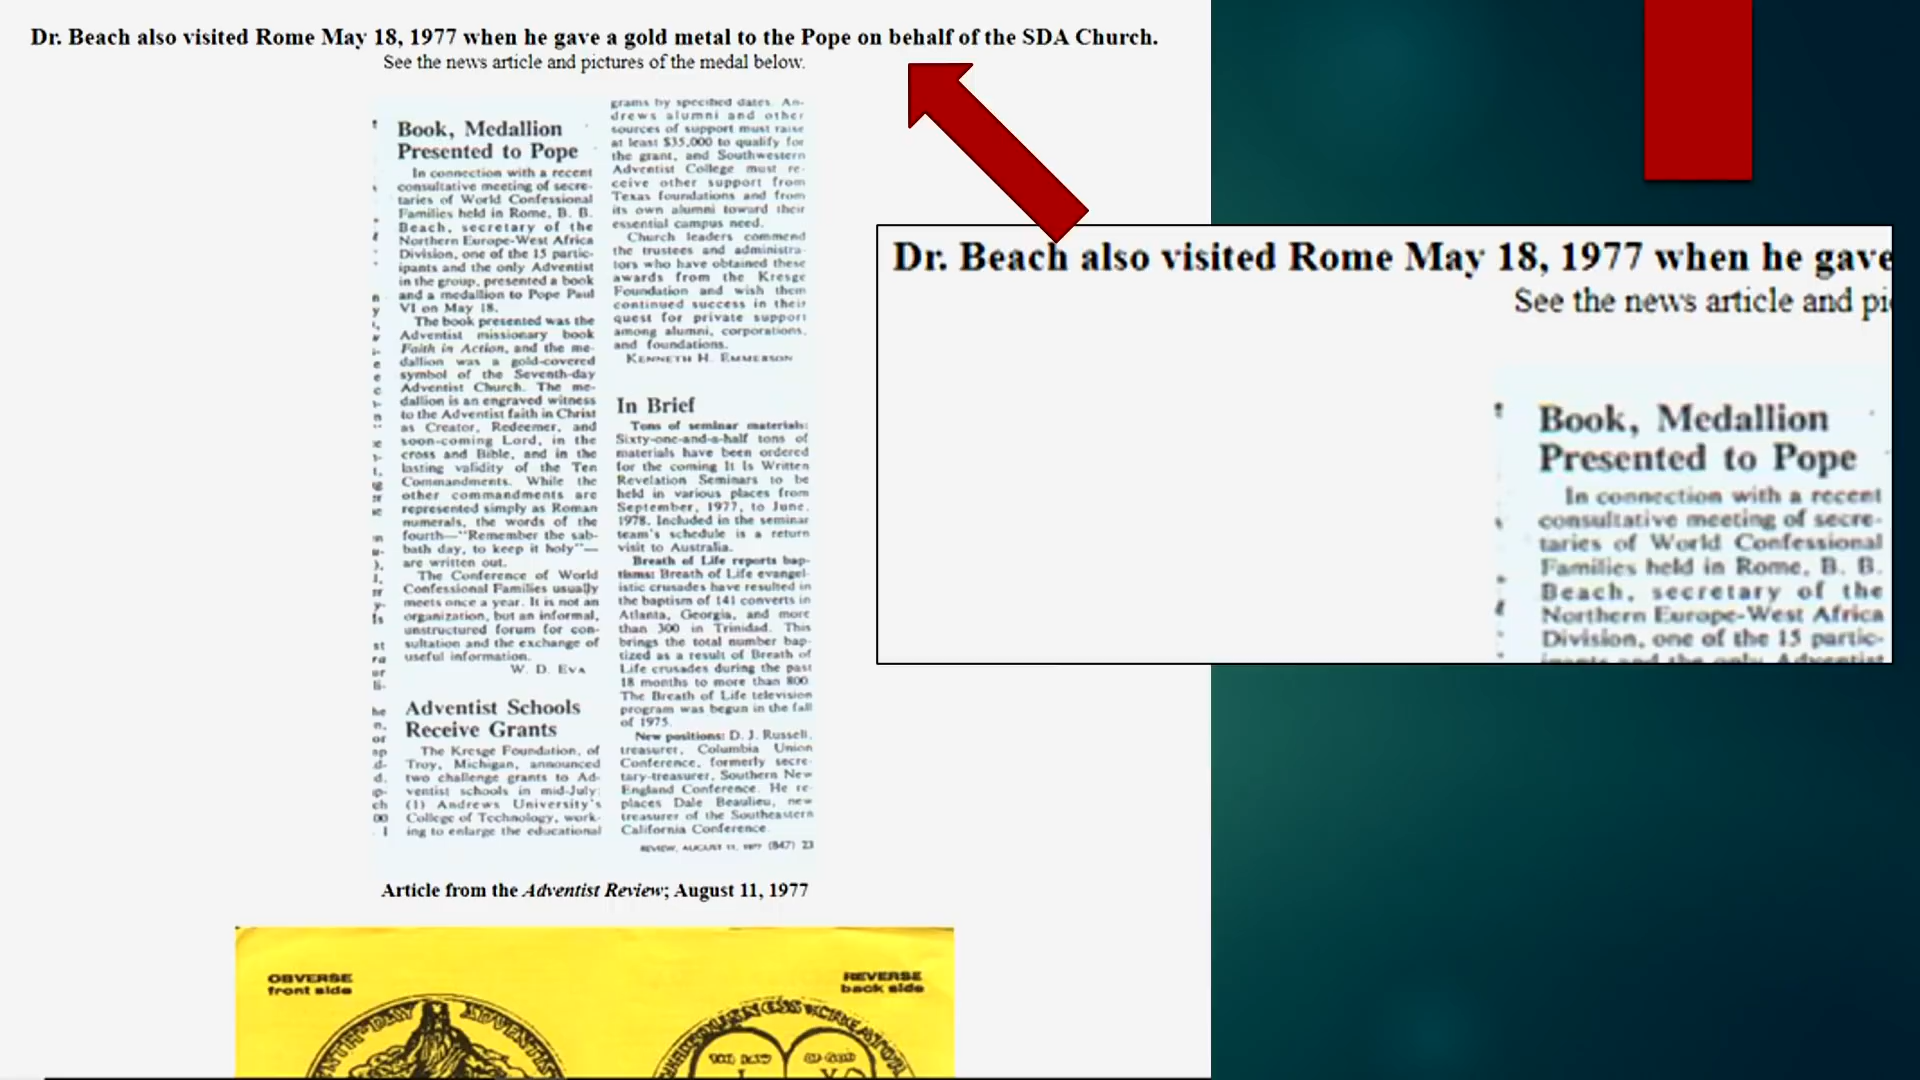 Dr. Beach also visited Rome May 18, 1977 when he gave a gold metal to the Pope on behalf of the SDA Church.
See the news article and pictures of the medal below.
Book, Medallion
Presented to Pope
In connection with a recent
consultative meeting of secre-
taries of World Confessional
Families held in Rome, B. B.
Beach, secretary of the
Northern Europe-West Africa
Division, one of the 15 partic-
ipants and the only Adventist
in the group, presented a book
and a medallion to Pope Paul
VI on May 18.
The book presented was the
Adventist missionary book
Faith in Action, and the me-
dallion was a gold-covered
symbol of the Seventh-day
Adventist Church. The me-
dallion is an engraved witness
to the Adventist faith in Christ
as Creator, Redeemer, and
soon-coming Lord, in the
cross and Bible, and in the
lasting validity of the Ten
Commandments. While the
other commandments are
represented simply as Roman
numerals, the words of the
fourth—"Remember the sab-
bath day, to keep it holy"—
are written out.
The Conference of World
Confessional Families usually
meets once a year. It is not an
organization, but an informal,
unstructured forum for con-
sultation and the exchange of
useful information.
W. D. Eva
Adventist Schools
Receive Grants
The Kresge Foundation, of
Troy, Michigan, announced
two challenge grants to Ad-
ventist schools in mid-July:
(1) Andrews University's
College of Technology, work-
ing to enlarge the educational
grams by specified dates. An-
drews alumni and other
sources of support must raise
at least $35,000 to qualify for
the grant, and Southwestern
Adventist College must re-
ceive other support from
Texas foundations and from
its own alumni toward their
essential campus need.
Church leaders commend
the trustees and administra-
tors who have obtained these
awards from the Kresge
Foundation and wish them
continued success in their
quest for private support
among alumni, corporations,
and foundations.
Kenneth H. Emmerson
In Brief
Tons of seminar materials:
Sixty-one-and-a-half tons of
materials have been ordered
for the coming It Is Written
Revelation Seminars to be
held in various places from
September, 1977, to June,
1978. Included in the seminar
team's schedule is a return
visit to Australia.
Breath of Life reports bap-
tisms: Breath of Life evangel-
istic crusades have resulted in
the baptism of 141 converts in
Atlanta, Georgia, and more
than 300 in Trinidad. This
brings the total number bap-
tized as a result of Breath of
Life crusades during the past
18 months to more than 800.
The Breath of Life television
program was begun in the fall
of 1975.
New positions: D. J. Russell,
treasurer, Columbia Union
Conference, formerly secre-
tary-treasurer, Southern New
England Conference. He re-
places Dale Beaulieu, new
treasurer of the Southeastern
California Conference.
REVIEW, AUGUST 11, 1977 (847) 23
Article from the Adventist Review; August 11, 1977
OBVERSE
front side
REVERSE
back side
NTH-DAY ADVENTIS
THE LAW OF GOD
I V
Dr. Beach also visited Rome May 18, 1977 when he gave
See the news article and pi
Book, Medallion
Presented to Pope
In connection with a recent
consultative meeting of secre-
taries of World Confessional
Families held in Rome, B. B.
Beach, secretary of the
Northern Europe-West Africa
Division, one of the 15 partic-